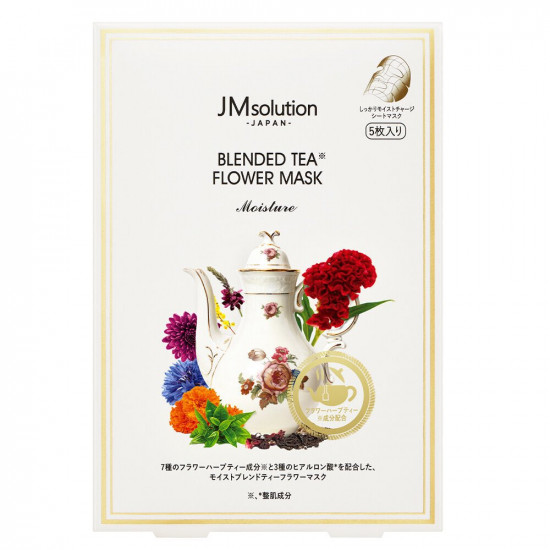 JMsolution
-JAPAN-
しっかりモイストチャージ
シートマスク
5枚入り
BLENDED TEA※
FLOWER MASK
Moisture
フラワーハーブティー
※成分配合
7種のフラワーハーブティー成分※と3種のヒアルロン酸*を配合した、
モイストブレンドティーフラワーマスク
※、*整肌成分